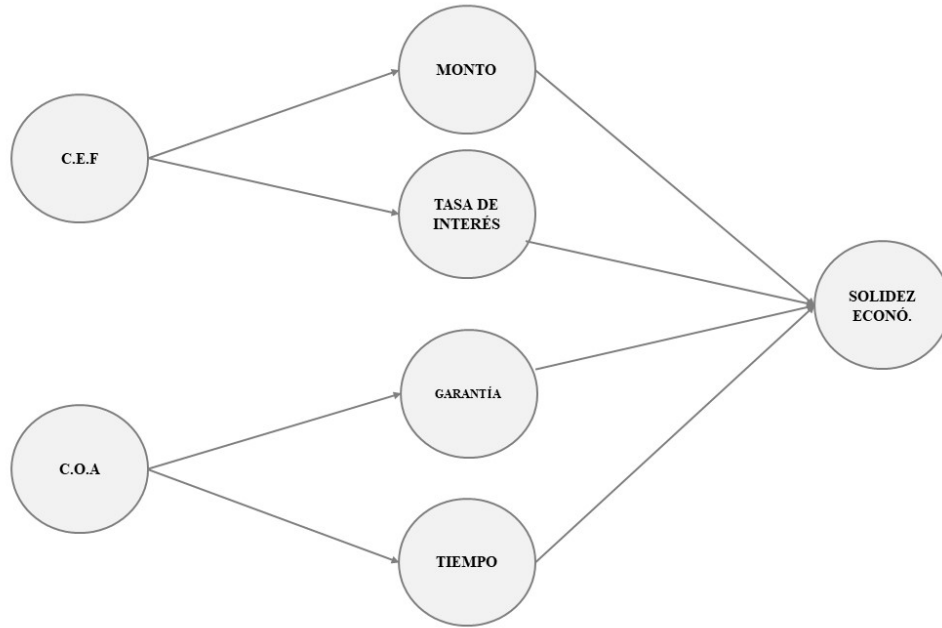 MONTO
C.E.F
TASA DE
INTERÉS
SOLIDEZ
ECONÓ.
GARANTÍA
C.O.A
TIEMPO